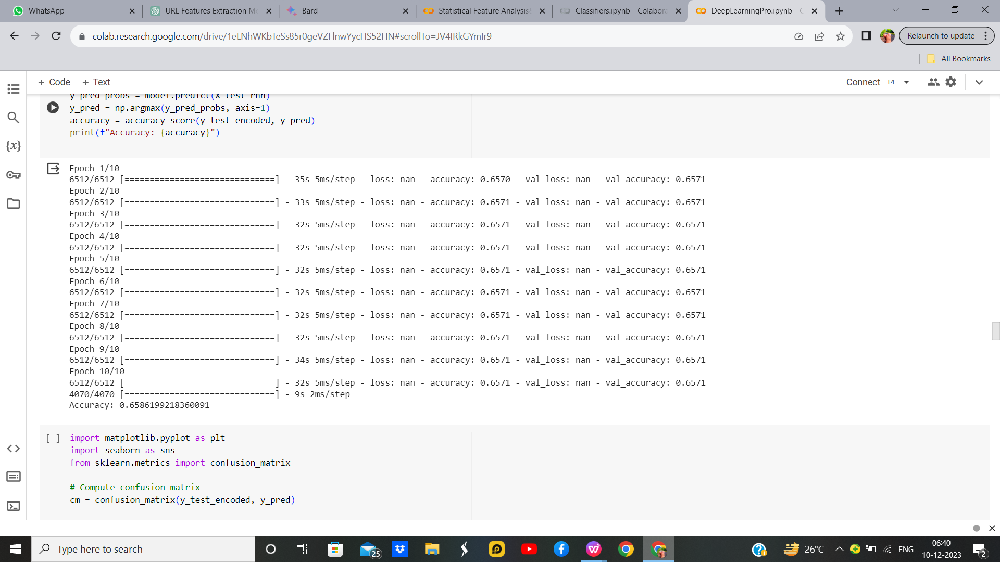 WhatsApp
URL Features Extraction Mo
Bard
Statistical Feature Analysis
Classifiers.ipynb - Colabora
DeepLearningPro.ipynb - C
colab.research.google.com/drive/1eLNhWKbTeSs85r0geVZFlnwYycHS52HN#scrollTo=JV4IRkGYmIr9
Relaunch to update
All Bookmarks
+ Code + Text
Connect T4
y_pred_probs = model.predict(X_test_rnn)
y_pred = np.argmax(y_pred_probs, axis=1)
accuracy = accuracy_score(y_test_encoded, y_pred)
print(f"Accuracy: {accuracy}")
{x}
Epoch 1/10
6512/6512 [==============================] - 35s 5ms/step - loss: nan - accuracy: 0.6570 - val_loss: nan - val_accuracy: 0.6571
Epoch 2/10
6512/6512 [==============================] - 33s 5ms/step - loss: nan - accuracy: 0.6571 - val_loss: nan - val_accuracy: 0.6571
Epoch 3/10
6512/6512 [==============================] - 32s 5ms/step - loss: nan - accuracy: 0.6571 - val_loss: nan - val_accuracy: 0.6571
Epoch 4/10
6512/6512 [==============================] - 32s 5ms/step - loss: nan - accuracy: 0.6571 - val_loss: nan - val_accuracy: 0.6571
Epoch 5/10
6512/6512 [==============================] - 32s 5ms/step - loss: nan - accuracy: 0.6571 - val_loss: nan - val_accuracy: 0.6571
Epoch 6/10
6512/6512 [==============================] - 32s 5ms/step - loss: nan - accuracy: 0.6571 - val_loss: nan - val_accuracy: 0.6571
Epoch 7/10
6512/6512 [==============================] - 32s 5ms/step - loss: nan - accuracy: 0.6571 - val_loss: nan - val_accuracy: 0.6571
Epoch 8/10
6512/6512 [==============================] - 32s 5ms/step - loss: nan - accuracy: 0.6571 - val_loss: nan - val_accuracy: 0.6571
Epoch 9/10
6512/6512 [==============================] - 34s 5ms/step - loss: nan - accuracy: 0.6571 - val_loss: nan - val_accuracy: 0.6571
Epoch 10/10
6512/6512 [==============================] - 32s 5ms/step - loss: nan - accuracy: 0.6571 - val_loss: nan - val_accuracy: 0.6571
4070/4070 [==============================] - 9s 2ms/step
Accuracy: 0.6586199218360091
[ ] import matplotlib.pyplot as plt
import seaborn as sns
from sklearn.metrics import confusion_matrix
# Compute confusion matrix
cm = confusion_matrix(y_test_encoded, y_pred)
Type here to search
25
26°C
ENG
06:40
10-12-2023
2